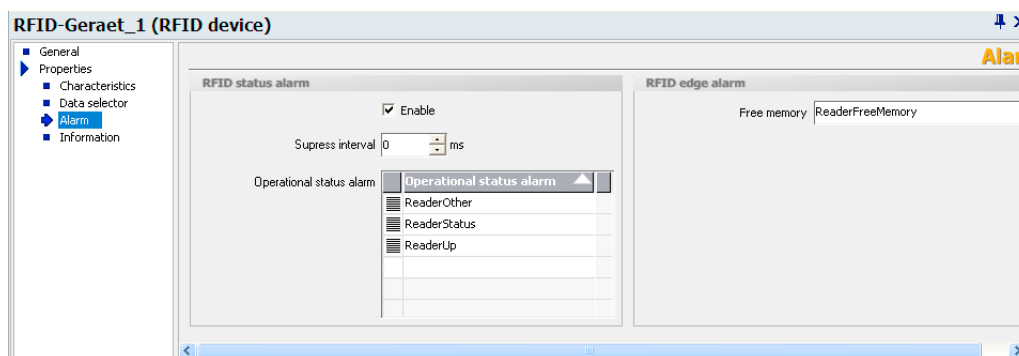 RFID-Geraet_1 (RFID device)
General
Properties
Characteristics
Data selector
Alarm
Information
Alar
RFID status alarm
Enable
Supress interval 0 ms
Operational status alarm
Operational status alarm
ReaderOther
ReaderStatus
ReaderUp
RFID edge alarm
Free memory ReaderFreeMemory